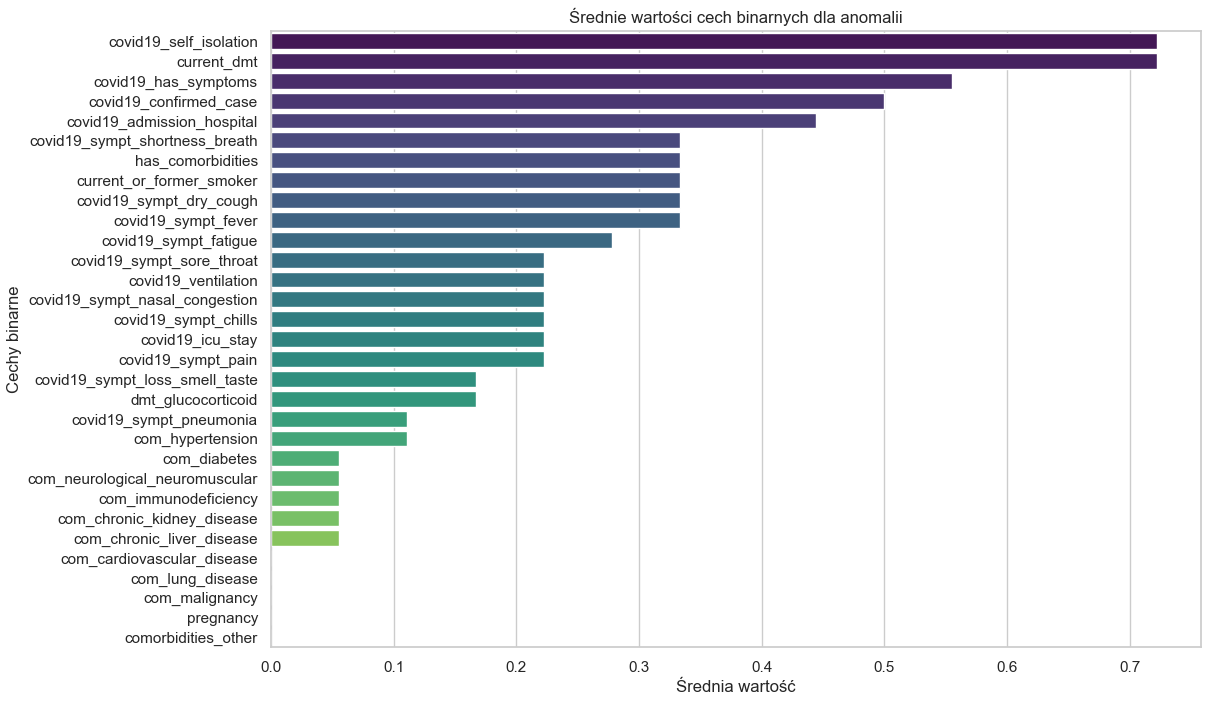 Średnie wartości cech binarnych dla anomalii
covid19_self_isolation
current_dmt
covid19_has_symptoms
covid19_confirmed_case
covid19_admission_hospital
covid19_sympt_shortness_breath
has_comorbidities
current_or_former_smoker
covid19_sympt_dry_cough
covid19_sympt_fever
covid19_sympt_fatigue
covid19_sympt_sore_throat
covid19_ventilation
covid19_sympt_nasal_congestion
covid19_sympt_chills
covid19_icu_stay
covid19_sympt_pain
covid19_sympt_loss_smell_taste
dmt_glucocorticoid
covid19_sympt_pneumonia
com_hypertension
com_diabetes
com_neurological_neuromuscular
com_immunodeficiency
com_chronic_kidney_disease
com_chronic_liver_disease
com_cardiovascular_disease
com_lung_disease
com_malignancy
pregnancy
comorbidities_other
Cechy binarne
0.0 0.1 0.2 0.3 0.4 0.5 0.6 0.7
Średnia wartość